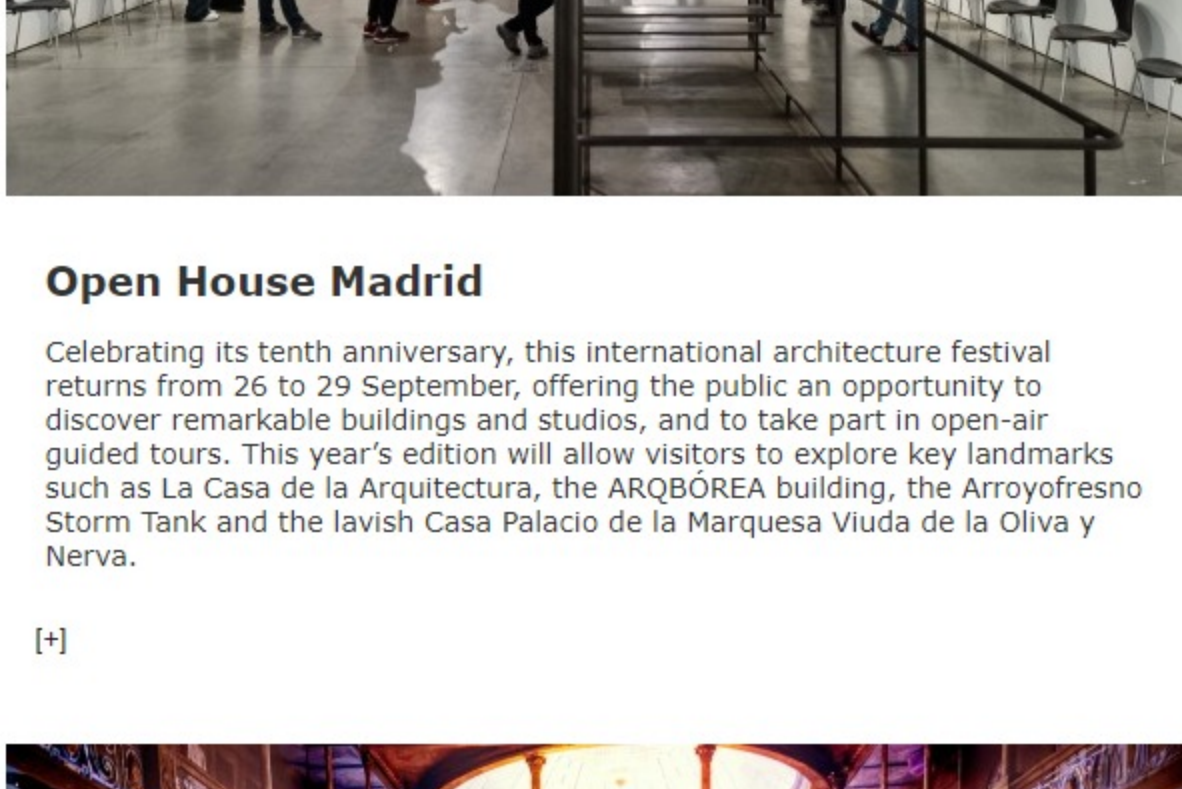 Open House Madrid
Celebrating its tenth anniversary, this international architecture festival
returns from 26 to 29 September, offering the public an opportunity to
discover remarkable buildings and studios, and to take part in open-air
guided tours. This year’s edition will allow visitors to explore key landmarks
such as La Casa de la Arquitectura, the ARQBÓREA building, the Arroyofresno
Storm Tank and the lavish Casa Palacio de la Marquesa Viuda de la Oliva y
Nerva.
[+]